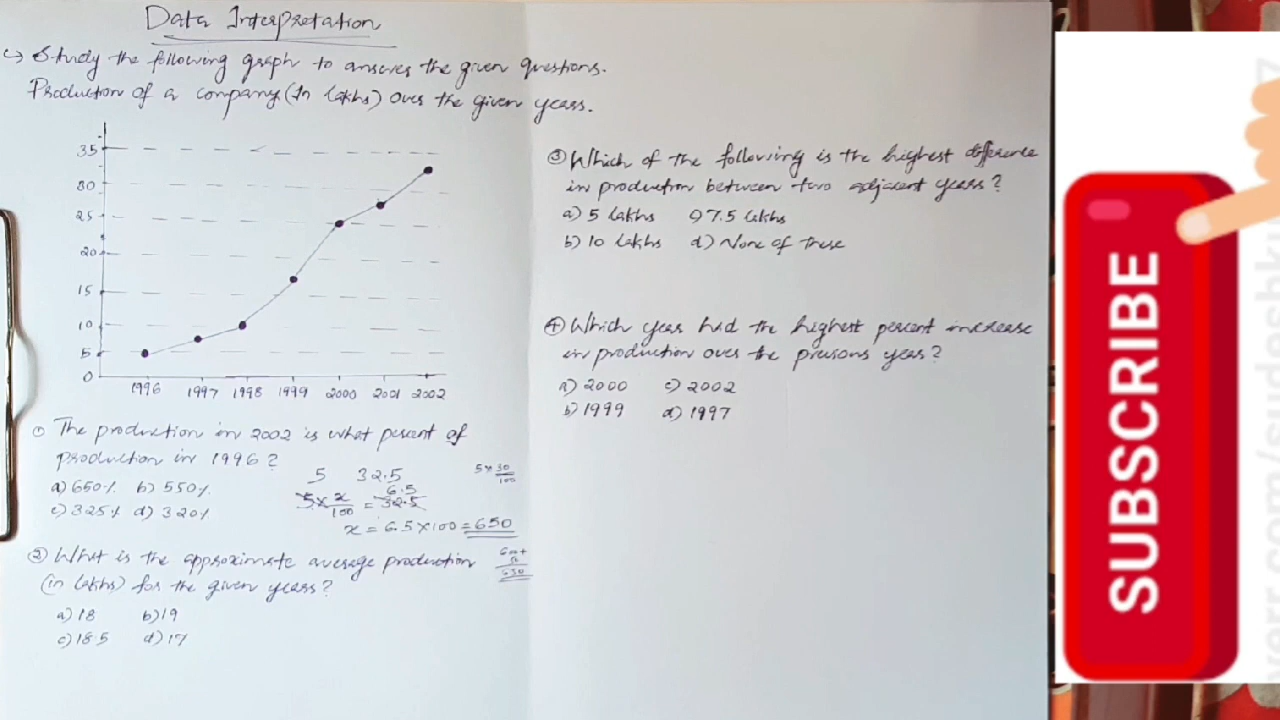 Data Interpretation
Study the following graph to answer the given questions.
Production of a company (In lakhs) over the given years.
35
30
25
20
15
10
5
0
1996 1997 1998 1999 2000 2001 2002
① The production in 2002 is what percent of
production in 1996?
a) 650% b) 550%
c) 325% d) 320%
5 32.5
5 × 30/100
6.5
5 × x/100 = 32.5
x = 6.5 × 100 = 650
650
② What is the approximate average production
(in lakhs) for the given years?
a) 18 b) 19
c) 18.5 d) 17
③ Which of the following is the highest difference
in production between two adjacent years?
a) 5 lakhs c) 7.5 lakhs
b) 10 lakhs d) None of these
④ Which year had the highest percent increase
in production over the previous year?
a) 2000 c) 2002
b) 1999 d) 1997
SUBSCRIBE